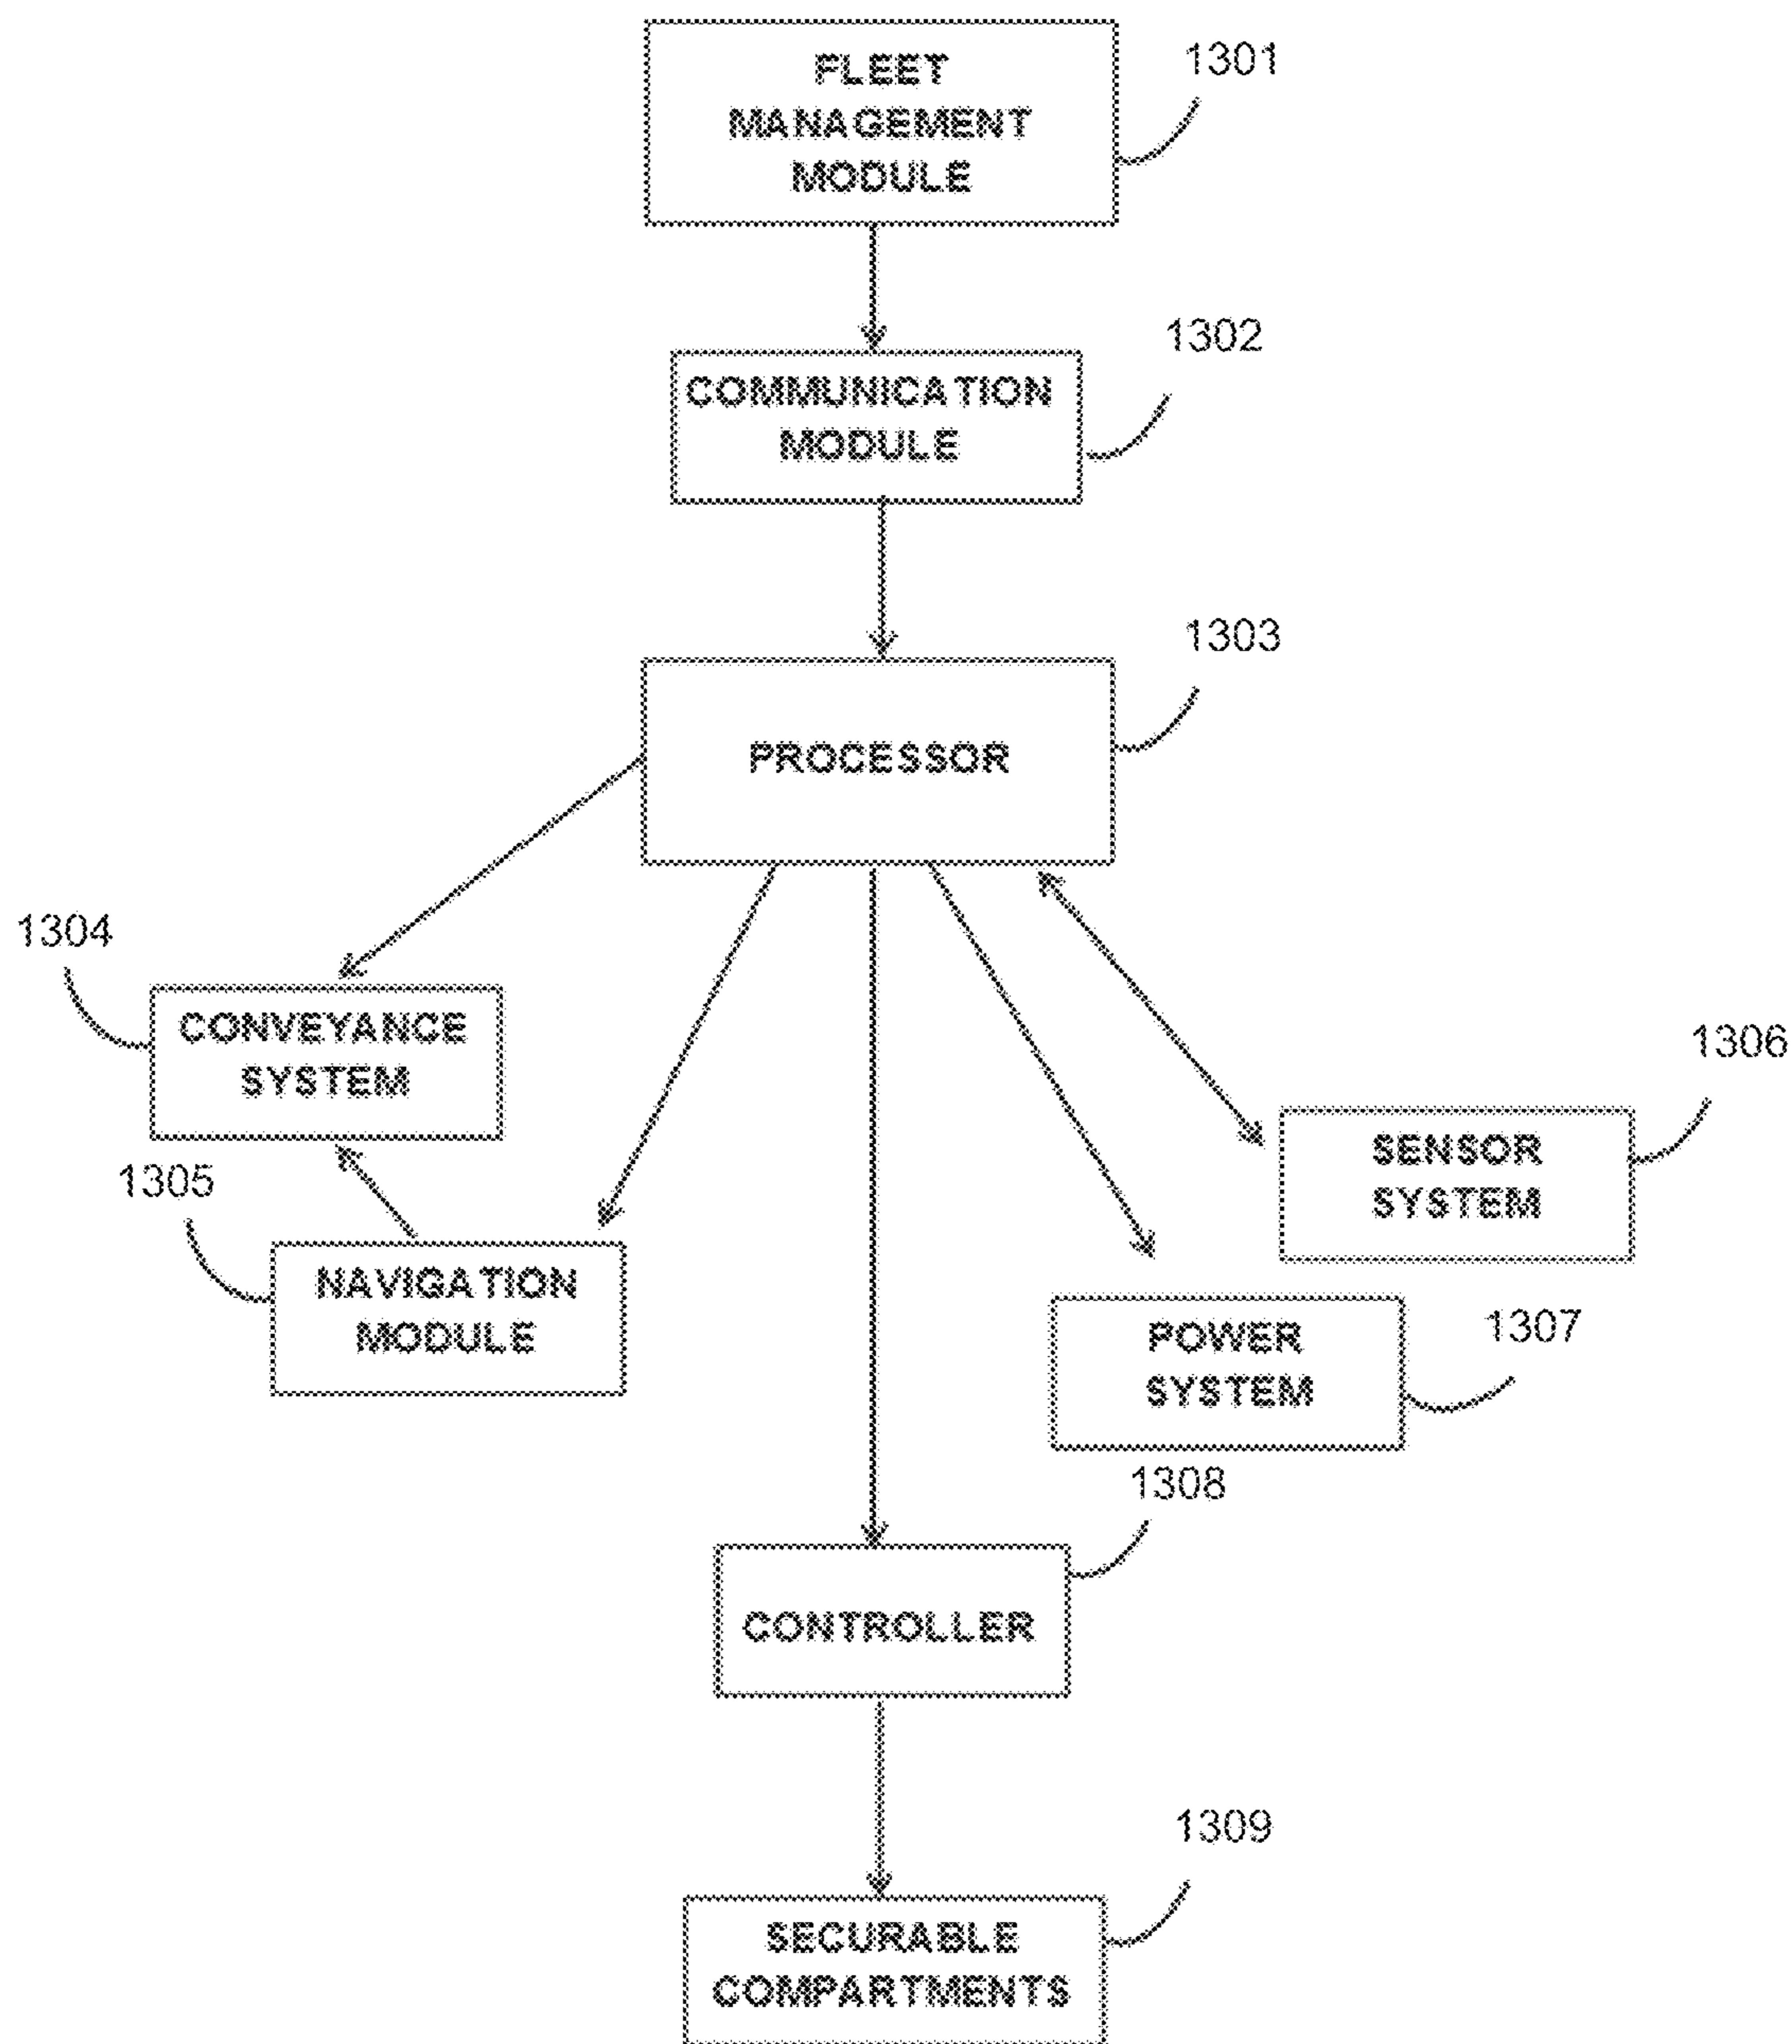 FLEET
MANAGEMENT
MODULE
1301
COMMUNICATION
MODULE
1302
PROCESSOR
1303
1304
CONVEYANCE
SYSTEM
1305
NAVIGATION
MODULE
1306
SENSOR
SYSTEM
POWER
SYSTEM
1307
1308
CONTROLLER
1309
SECURABLE
COMPARTMENTS